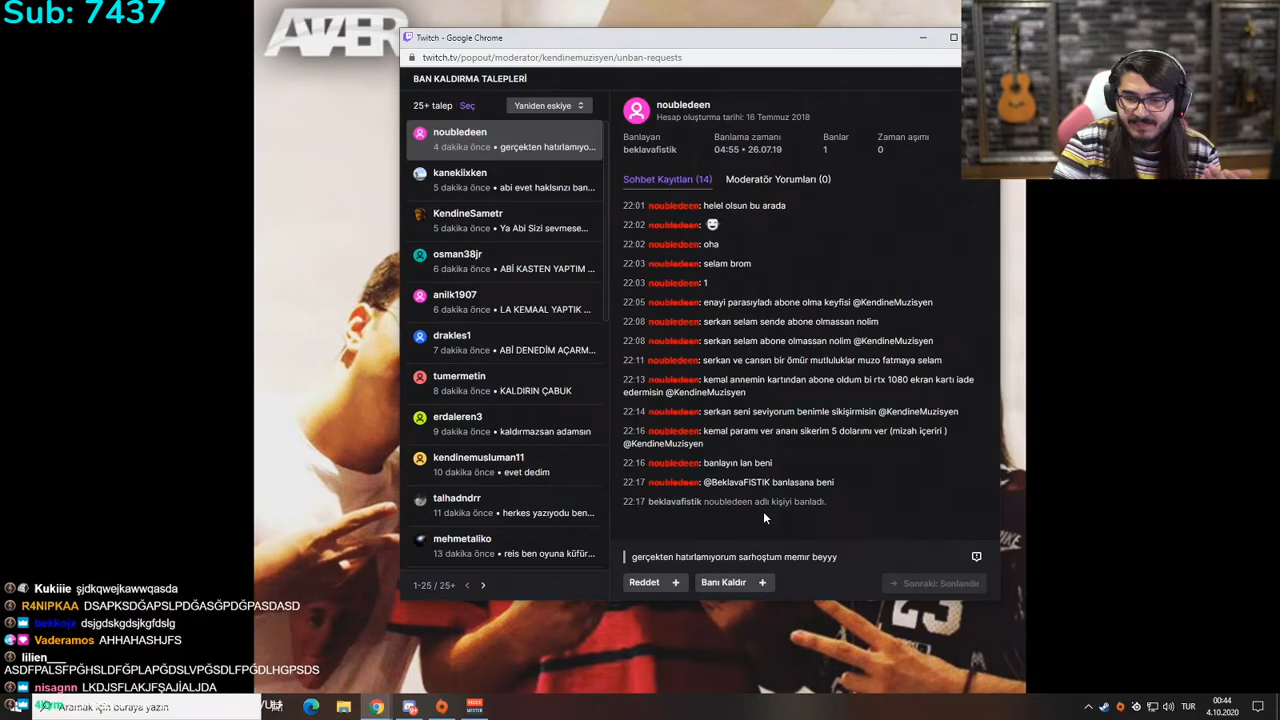 Sub: 7437
AWAER
Twitch - Google Chrome
twitch.tv/popout/moderator/kendinemuzisyen/unban-requests
BAN KALDIRMA TALEPLERİ
25+ talep Seç Yaniden eskiye
noubledeen
4 dakika önce • gerçekten hatırlamıyo...
kanekiixken
5 dakika önce • abi evet haklsınzı ban...
KendineSametr
5 dakika önce • Ya Abi Sizi sevmese...
osman38jr
6 dakika önce • ABİ KASTEN YAPTIM ...
anilk1907
6 dakika önce • LA KEMAAL YAPTIK ...
drakles1
7 dakika önce • ABİ DENEDİM AÇARM...
tumermetin
8 dakika önce • KALDIRIN ÇABUK
erdaleren3
9 dakika önce • kaldırmazsan adamsın
kendinemusluman11
10 dakika önce • evet dedim
talhadndrr
11 dakika önce • herkes yazıyodu ben...
mehmetaliko
13 dakika önce • reis ben oyuna küfür...
1-25 / 25+
noubledeen
Hesap oluşturma tarihi: 16 Temmuz 2018
Banlayan Banlama zamanı Banlar Zaman aşımı
beklavafistik 04:55 • 26.07.19 1 0
Sohbet Kayıtları (14) Moderatör Yorumları (0)
22:01 noubledeen: helel olsun bu arada
22:02 noubledeen:
22:02 noubledeen: oha
22:03 noubledeen: selam brom
22:03 noubledeen: 1
22:05 noubledeen: enayi parasıyladı abone olma keyfisi @KendineMuzisyen
22:08 noubledeen: serkan selam sende abone olmassan nolim
22:08 noubledeen: serkan selam abone olmassan nolim @KendineMuzisyen
22:11 noubledeen: serkan ve cansın bir ömür mutluluklar muzo fatmaya selam
22:13 noubledeen: kemal annemin kartından abone oldum bi rtx 1080 ekran kartı iade
edermisin @KendineMuzisyen
22:14 noubledeen: serkan seni seviyorum benimle sikişirmisin @KendineMuzisyen
22:16 noubledeen: kemal paramı ver ananı sikerim 5 dolarımı ver (mizah içeriri )
@KendineMuzisyen
22:16 noubledeen: banlayın lan beni
22:17 noubledeen: @BeklavaFISTIK banlasana beni
22:17 beklavafistik noubledeen adlı kişiyi banladı.
gerçekten hatırlamıyorum sarhoştum memır beyyy
Reddet + Banı Kaldır + → Sonraki: Sonlandır
23
Kukiiie şjdkqwejkawwqasda
R4NIPKAA DSAPKSDĞAPSLPDĞASĞPDĞPASDASD
bekkojx dsjgdskgdsjkgfdslg
Vaderamos AHHAHASHJFS
lilien___
ASDFPALSFPĞHSLDFĞPLAPĞDSLVPĞSDLFPĞDLHGPSDS
nisagnn LKDJSFLAKJFŞAJİALJDA
Aramak için buraya yazın
TUR
00:44
4.10.2020